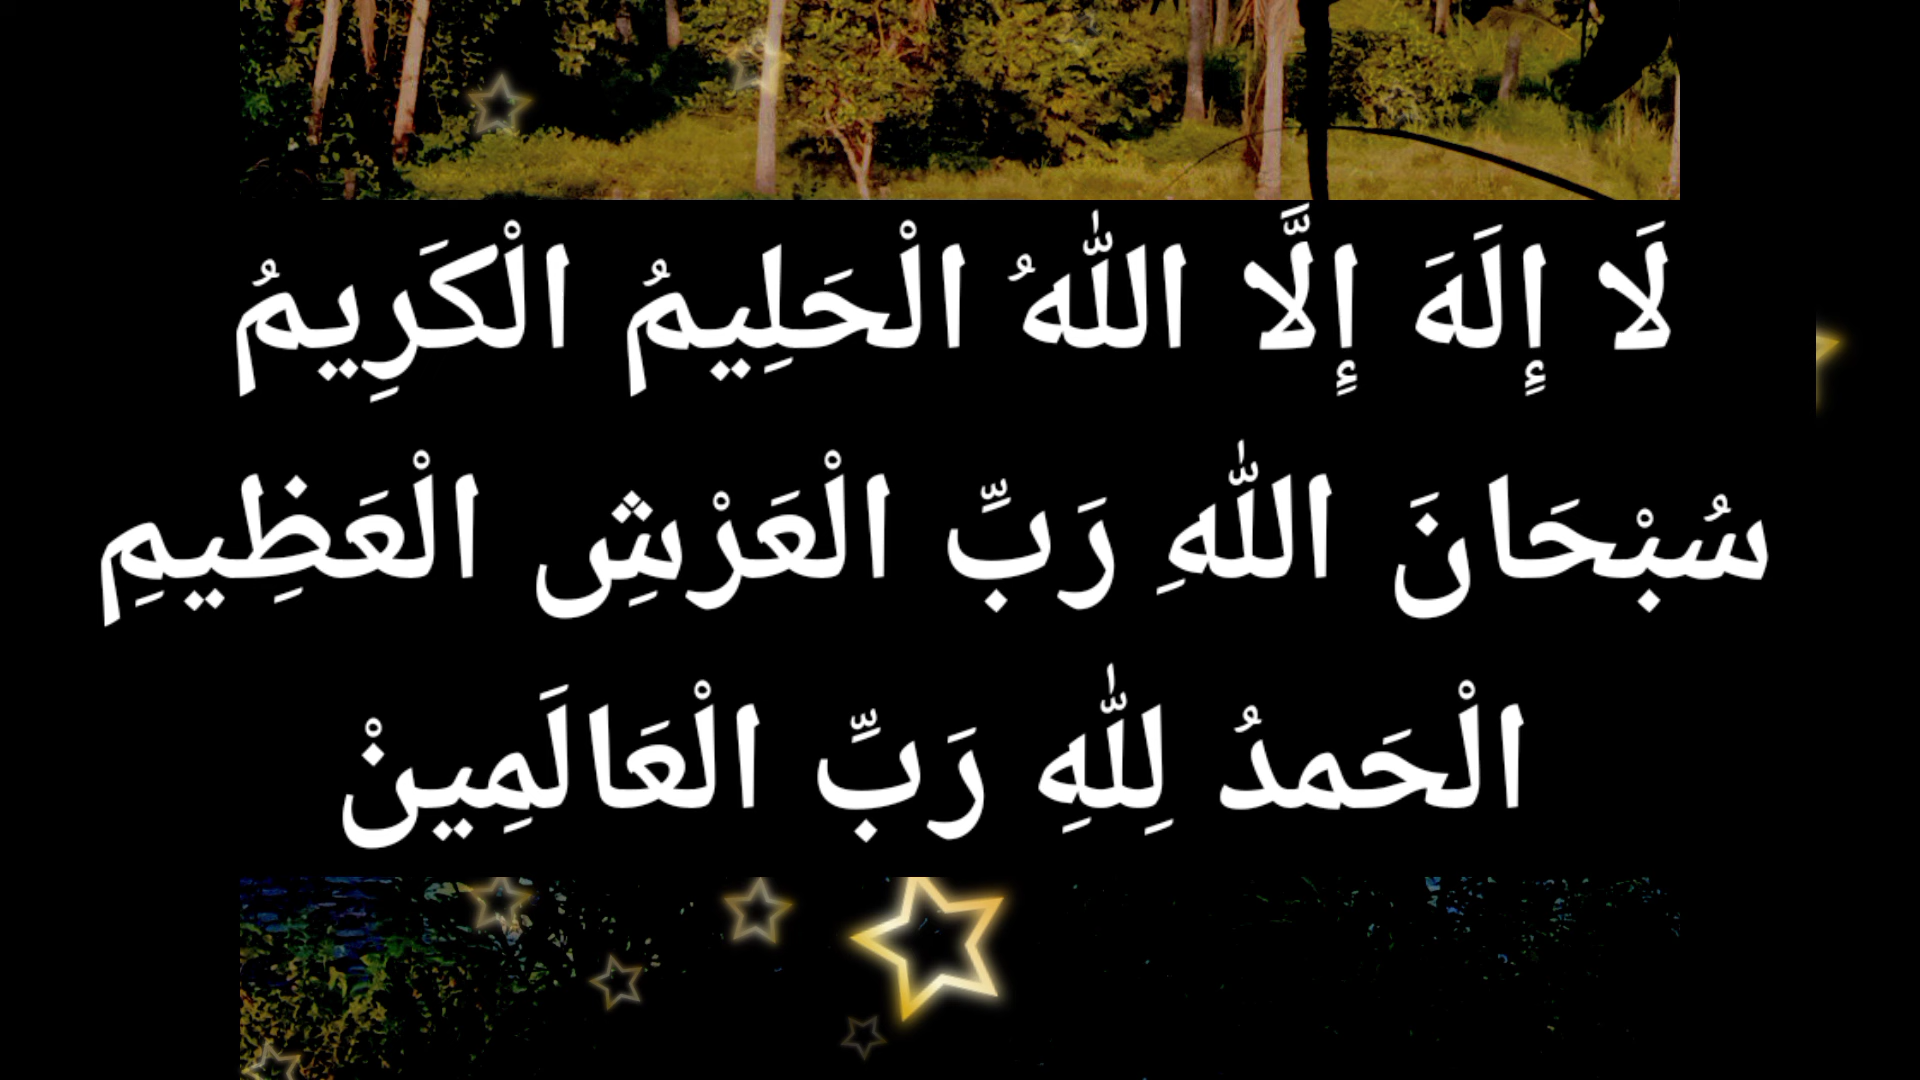 لَا إِلَهَ إِلَّا اللّٰهُ الْحَلِيمُ الْكَرِيمُ
سُبْحَانَ اللّٰهِ رَبِّ الْعَرْشِ الْعَظِيمِ
الْحَمدُ لِلّٰهِ رَبِّ الْعَالَمِينْ